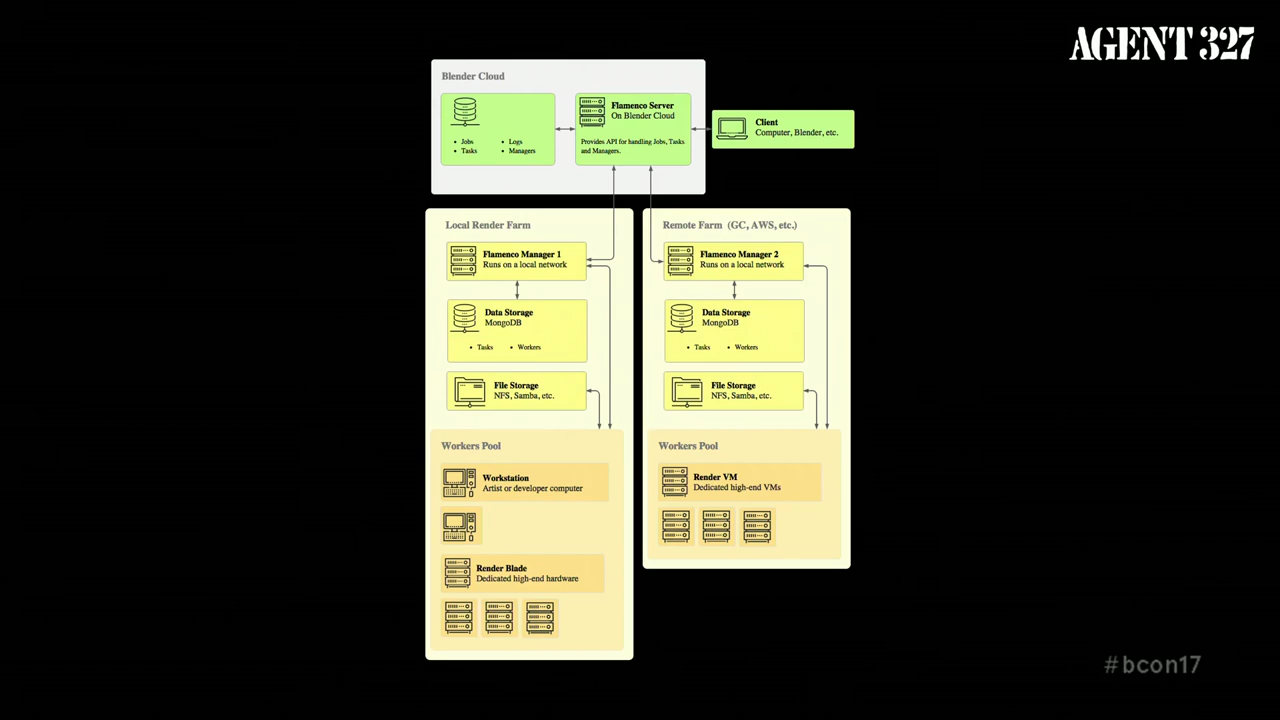 AGENT 327
Blender Cloud
Jobs
Tasks
Logs
Managers
Flamenco Server
On Blender Cloud
Provides API for handling Jobs, Tasks
and Managers.
Client
Computer, Blender, etc.
Local Render Farm
Flamenco Manager 1
Runs on a local network
Data Storage
MongoDB
Tasks
Workers
File Storage
NFS, Samba, etc.
Workers Pool
Workstation
Artist or developer computer
Render Blade
Dedicated high-end hardware
Remote Farm (GC, AWS, etc.)
Flamenco Manager 2
Runs on a local network
Data Storage
MongoDB
Tasks
Workers
File Storage
NFS, Samba, etc.
Workers Pool
Render VM
Dedicated high-end VMs
#bcon17